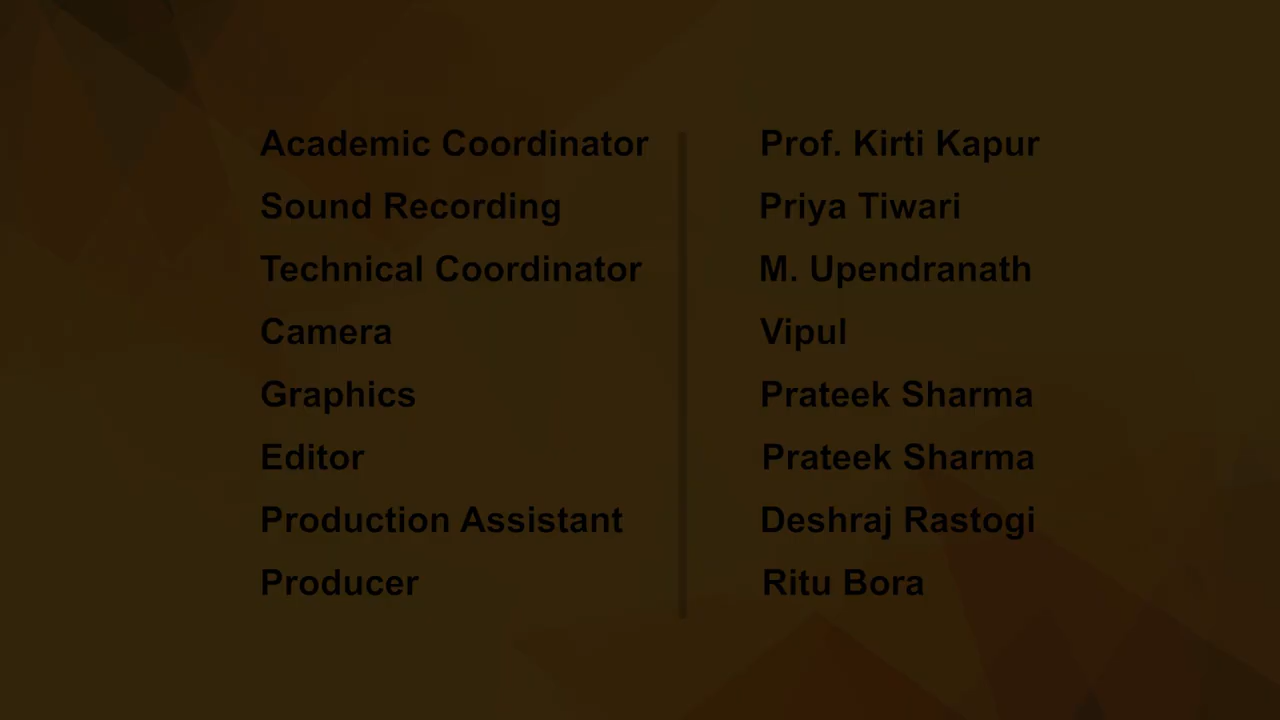 Academic Coordinator Prof. Kirti Kapur
Sound Recording Priya Tiwari
Technical Coordinator M. Upendranath
Camera Vipul
Graphics Prateek Sharma
Editor Prateek Sharma
Production Assistant Deshraj Rastogi
Producer Ritu Bora